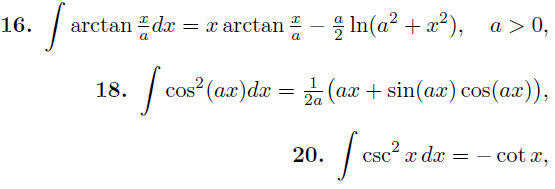 16. ∫ arctan x/a dx = x arctan x/a − a/2 ln(a² + x²), a > 0,
18. ∫ cos²(ax)dx = 1/2a (ax + sin(ax) cos(ax)),
20. ∫ csc² x dx = − cot x,